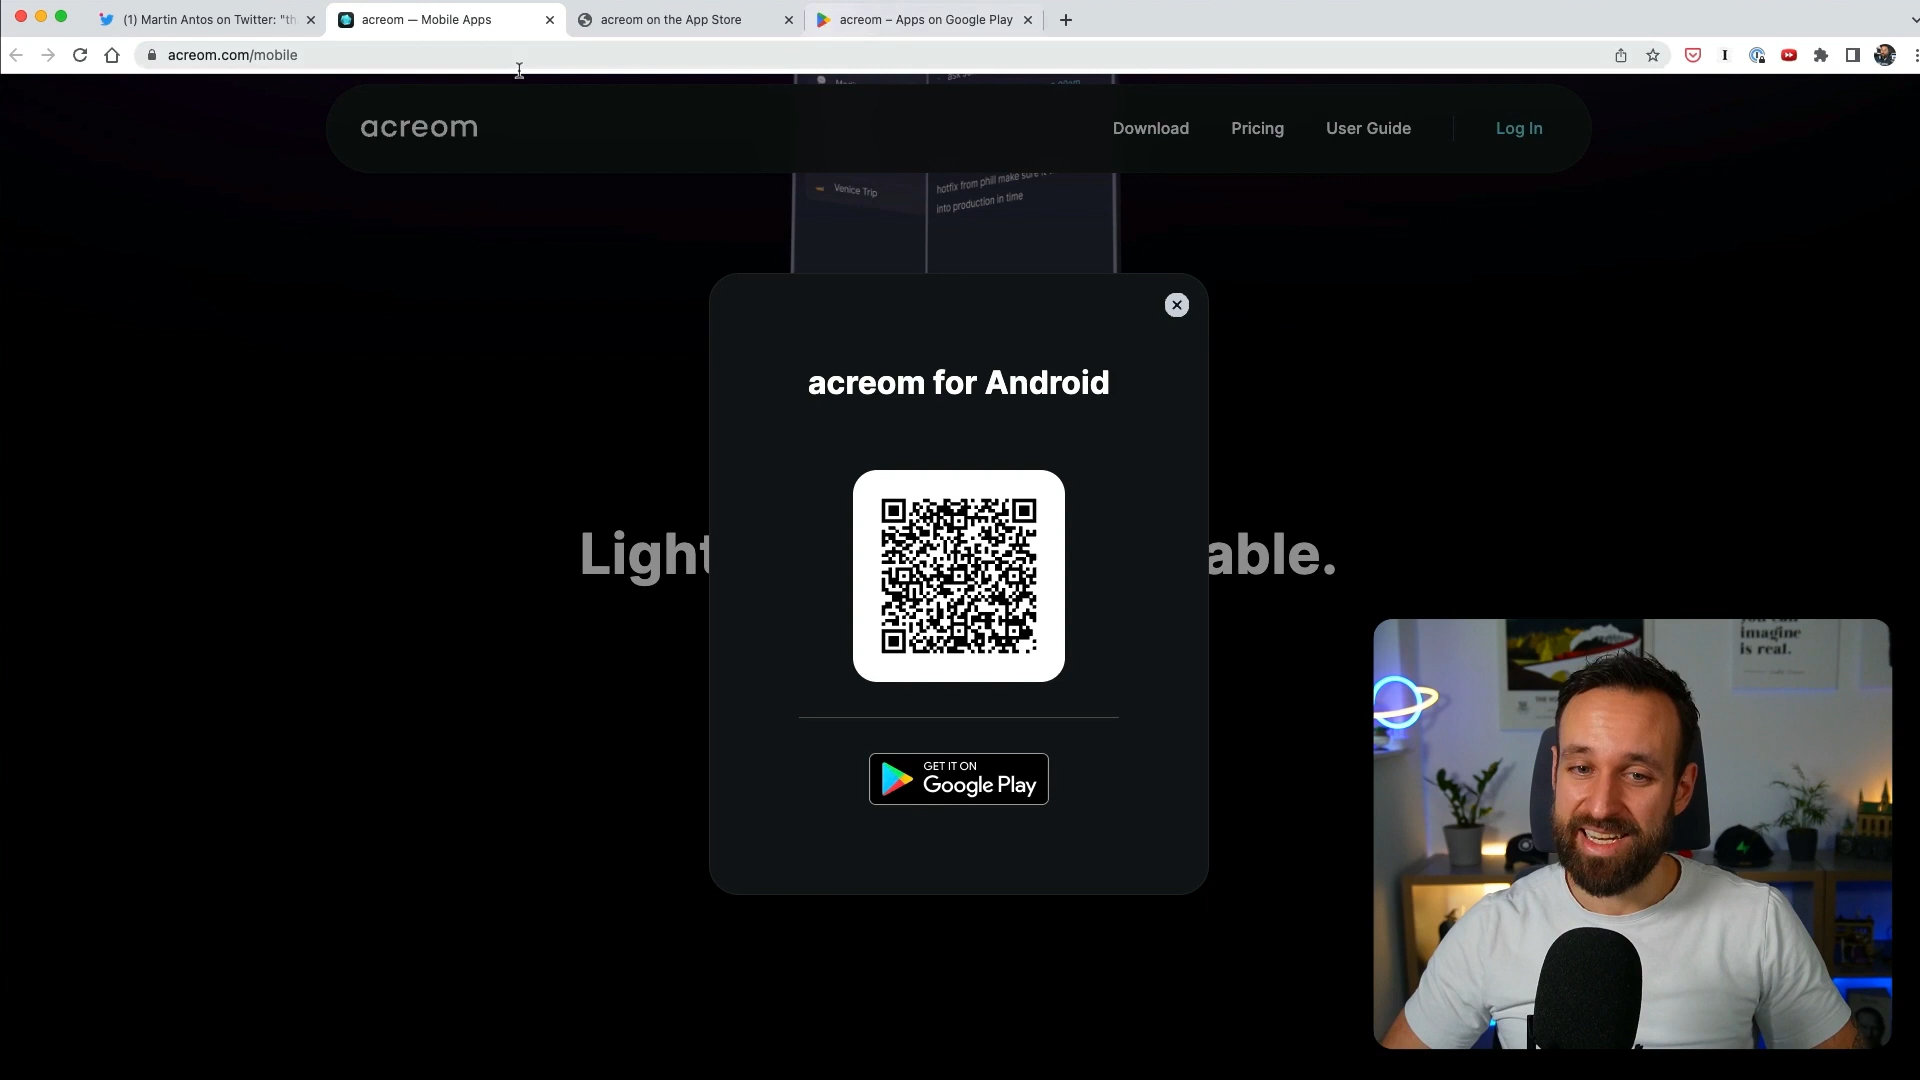 (1) Martin Antos on Twitter: "th
acreom — Mobile Apps
acreom on the App Store
acreom – Apps on Google Play
acreom.com/mobile
acreom
Download
Pricing
User Guide
Log In
Venice Trip
hotfix from phill make sure
into production in time
acreom for Android
Light
able.
GET IT ON
Google Play
imagine
is real.